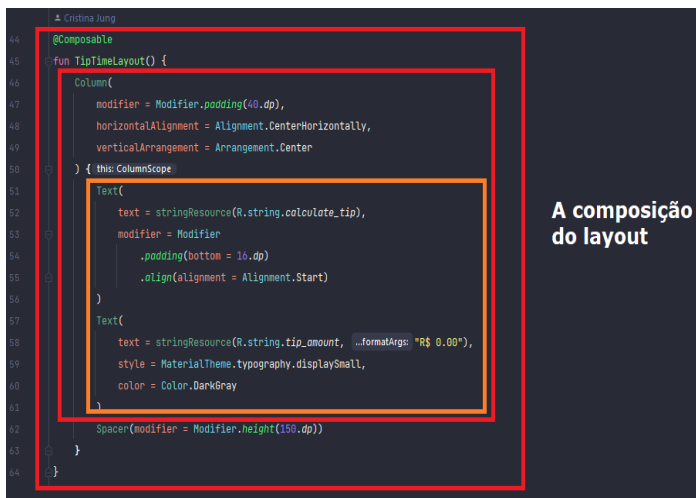 Cristina Jung
44 @Composable
45 fun TipTimeLayout() {
46 Column(
47 modifier = Modifier.padding(40.dp),
48 horizontalAlignment = Alignment.CenterHorizontally,
49 verticalArrangement = Arrangement.Center
50 ) { this: ColumnScope
51 Text(
52 text = stringResource(R.string.calculate_tip),
53 modifier = Modifier
54 .padding(bottom = 16.dp)
55 .align(alignment = Alignment.Start)
56 )
57 Text(
58 text = stringResource(R.string.tip_amount, ...formatArgs: "R$ 0.00"),
59 style = MaterialTheme.typography.displaySmall,
60 color = Color.DarkGray
61 )
62 Spacer(modifier = Modifier.height(150.dp))
63 }
64 }
A composição
do layout